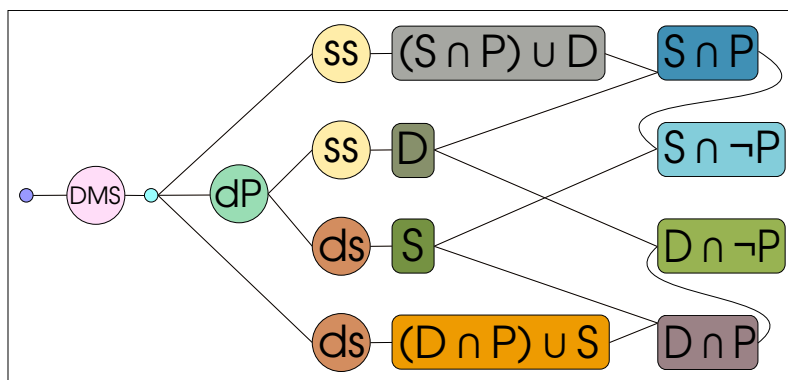 ss (S ∩ P) ∪ D S ∩ P
ss D S ∩ ¬P
DMS dP
ds S D ∩ ¬P
ds (D ∩ P) ∪ S D ∩ P